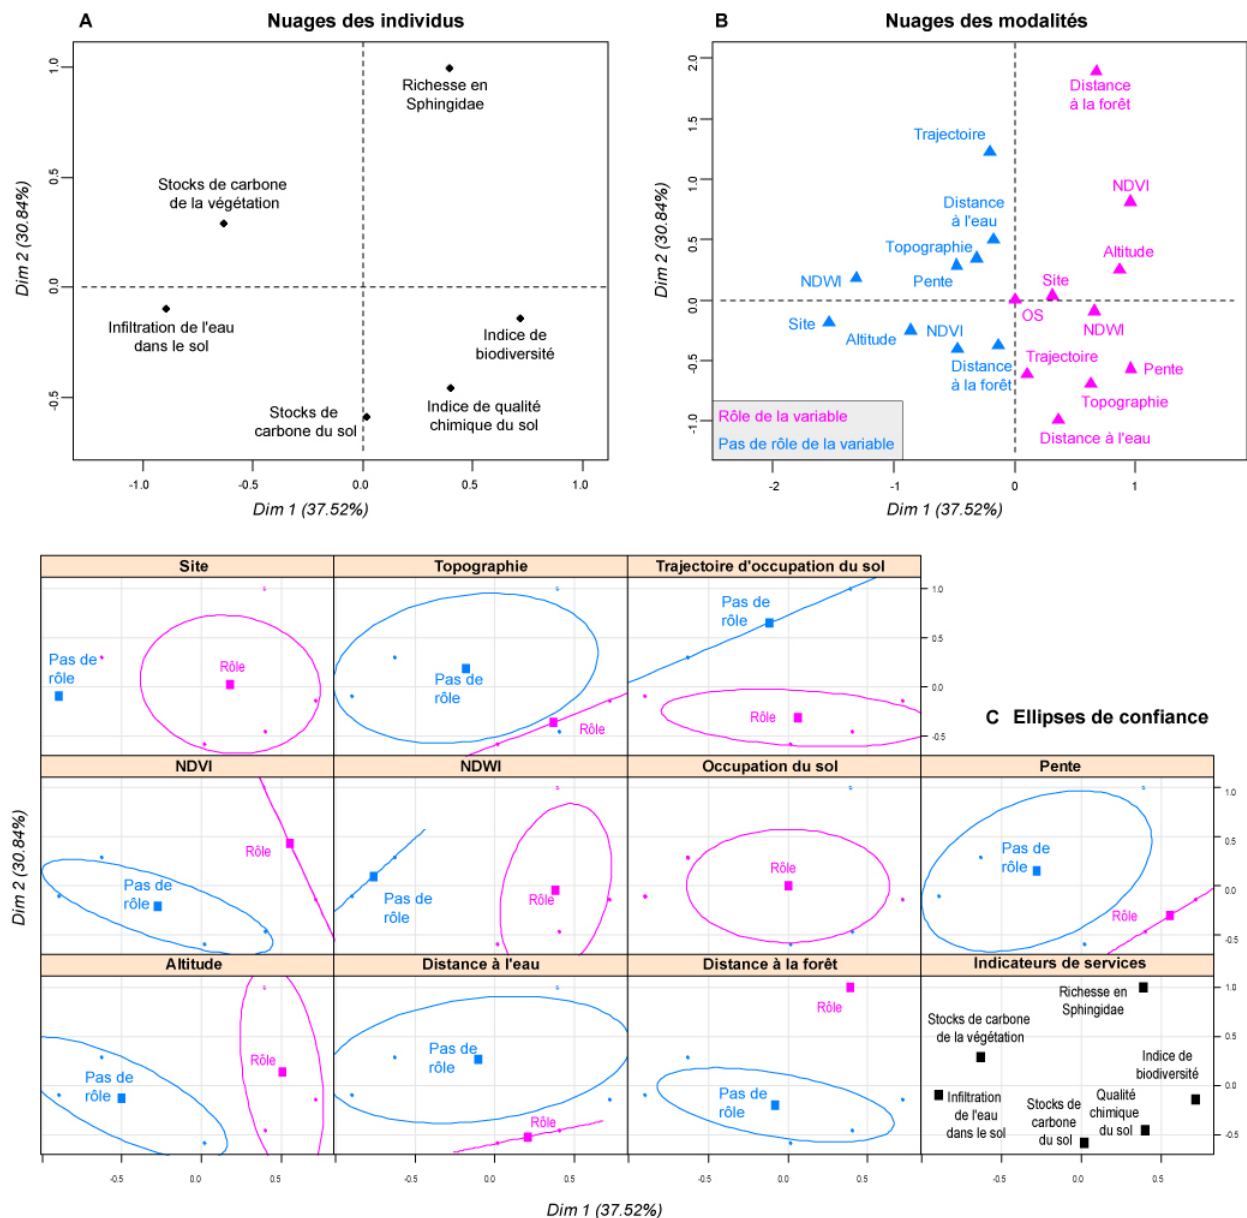 A
Nuages des individus
Dim 2 (30.84%)
1.0
0.5
0.0
-0.5
Richesse en
Sphingidae
Stocks de carbone
de la végétation
Infiltration de l'eau
dans le sol
Indice de
biodiversité
Stocks de
carbone du sol
Indice de qualité
chimique du sol
-1.0
-0.5
0.0
0.5
1.0
Dim 1 (37.52%)
B
Nuages des modalités
Dim 2 (30.84%)
2.0
1.5
1.0
0.5
0.0
-0.5
-1.0
Distance
à la forêt
Trajectoire
NDVI
Distance
à l'eau
Topographie
Altitude
NDWI
Pente
Site
OS
Site
Altitude
NDVI
NDWI
Distance
à la forêt
Trajectoire
Pente
Topographie
Distance à l'eau
Rôle de la variable
Pas de rôle de la variable
-2
-1
0
1
Dim 1 (37.52%)
C Ellipses de confiance
Dim 2 (30.84%)
Site
Pas de
rôle
Rôle
Topographie
Pas de
rôle
Rôle
Trajectoire d'occupation du sol
Pas de
rôle
Rôle
1.0
0.5
0.0
-0.5
NDVI
Rôle
Pas de
rôle
NDWI
Pas de
rôle
Rôle
Occupation du sol
Rôle
Pente
Pas de
rôle
Rôle
1.0
0.5
0.0
-0.5
Altitude
Pas de
rôle
Rôle
Distance à l'eau
Pas de
rôle
Rôle
Distance à la forêt
Rôle
Pas de
rôle
Indicateurs de services
Richesse en
Sphingidae
Stocks de carbone
de la végétation
Indice de
biodiversité
Infiltration
de l'eau
dans le sol
Stocks de
carbone
du sol
Qualité
chimique
du sol
1.0
0.5
0.0
-0.5
-0.5
0.0
0.5
-0.5
0.0
0.5
-0.5
0.0
0.5
-0.5
0.0
0.5
Dim 1 (37.52%)